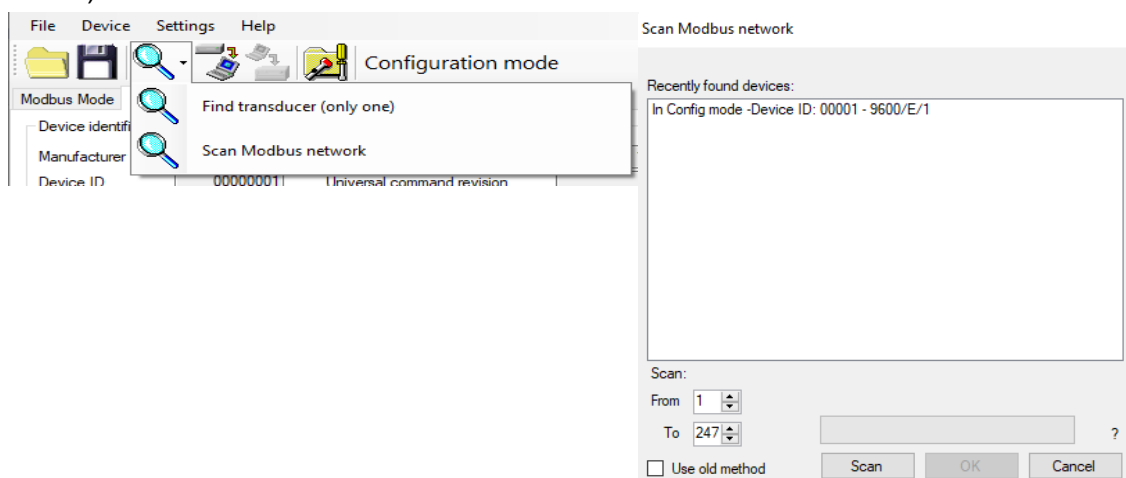 File Device Settings Help
Configuration mode
Modbus Mode
Find transducer (only one)
Device identifi
Manufacturer
Scan Modbus network
Device ID 00000001 Universal command revision
Scan Modbus network
Recently found devices:
In Config mode -Device ID: 00001 - 9600/E/1
Scan:
From 1
To 247
?
Use old method Scan OK Cancel